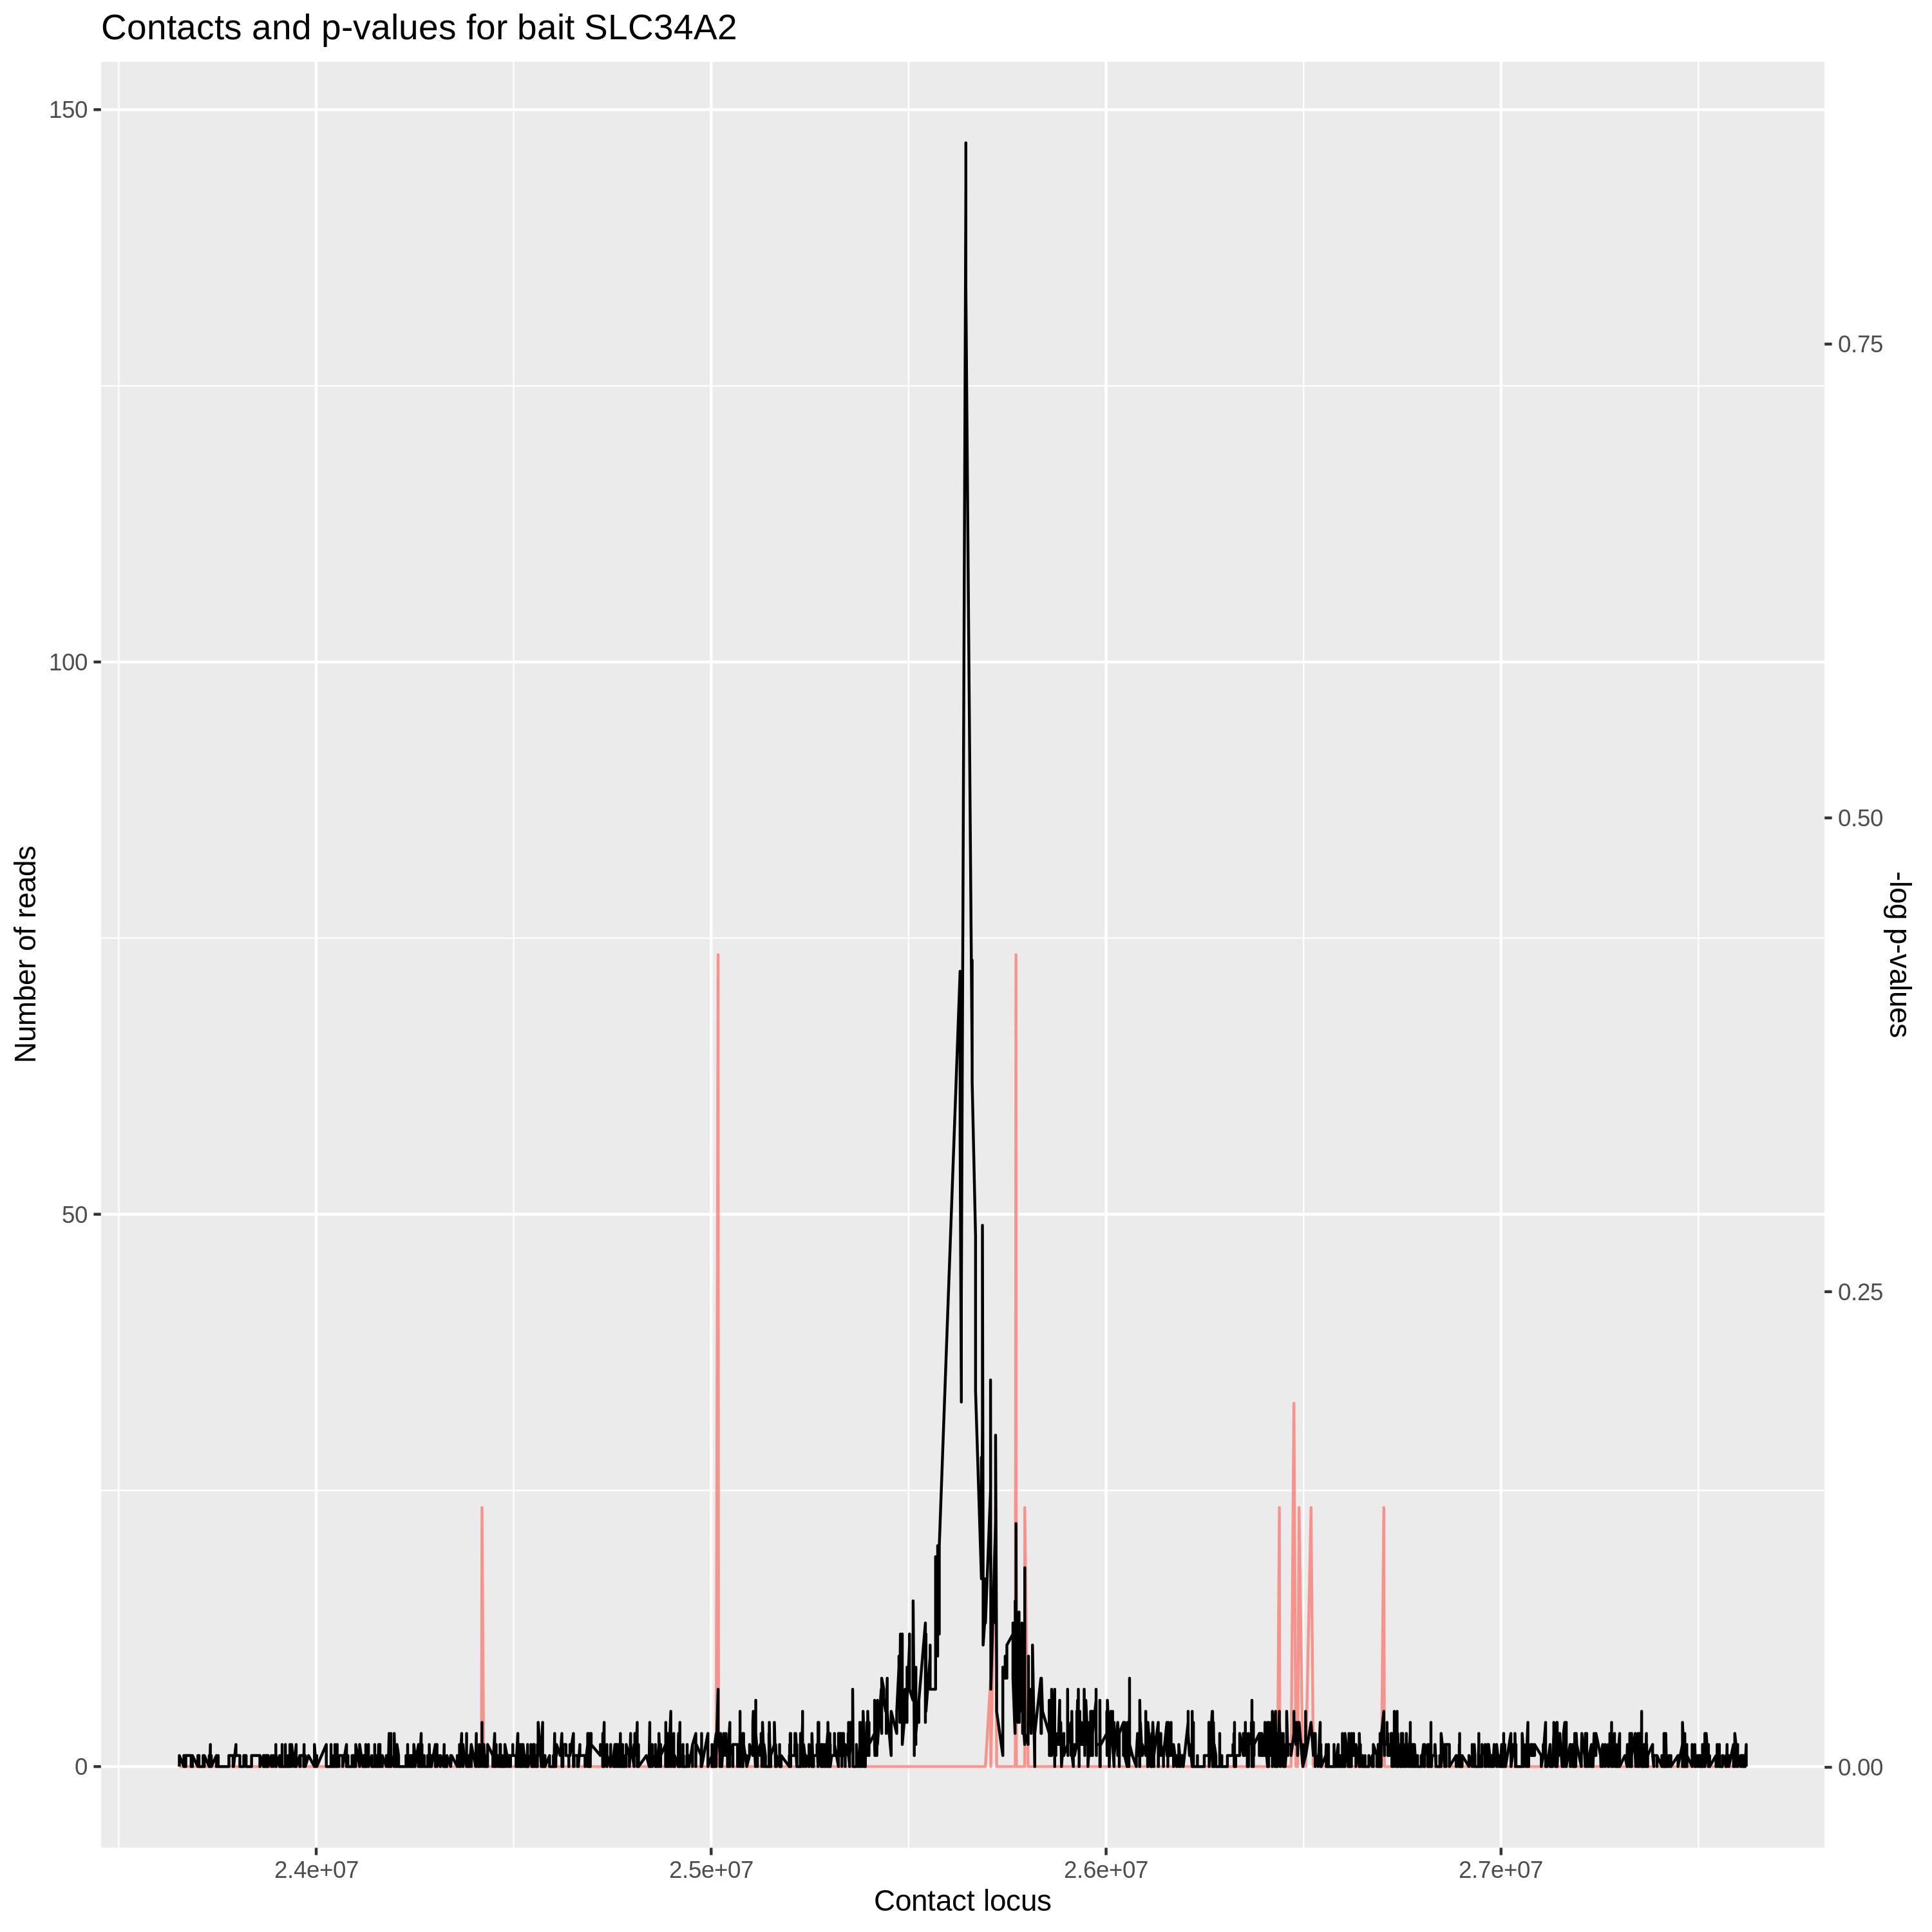 Contacts and p-values for bait SLC34A2
150
100
50
0
Number of reads
0.75
0.50
0.25
0.00
-log p-values
2.4e+07
2.5e+07
2.6e+07
2.7e+07
Contact locus